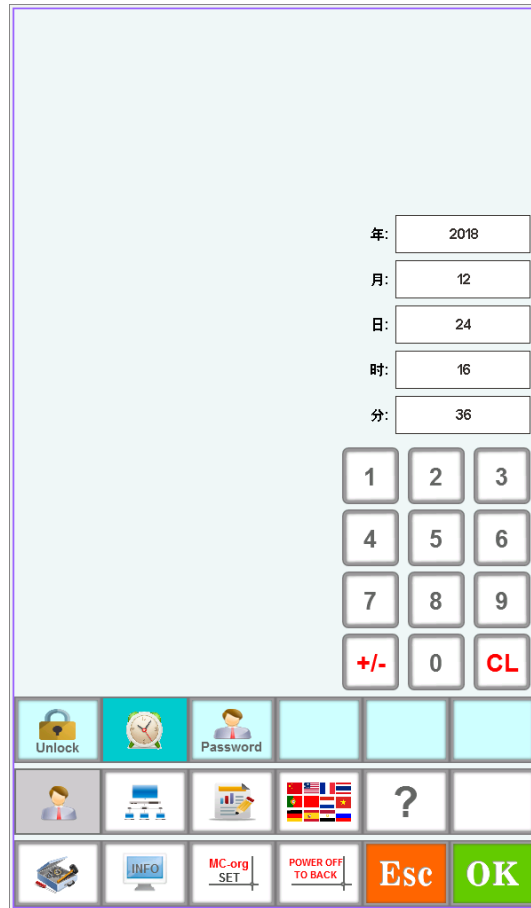 年: 2018
月: 12
日: 24
时: 16
分: 36
1 2 3
4 5 6
7 8 9
+/- 0 CL
Unlock
Password
?
INFO
MC-org
SET
POWER OFF
TO BACK
Esc
OK